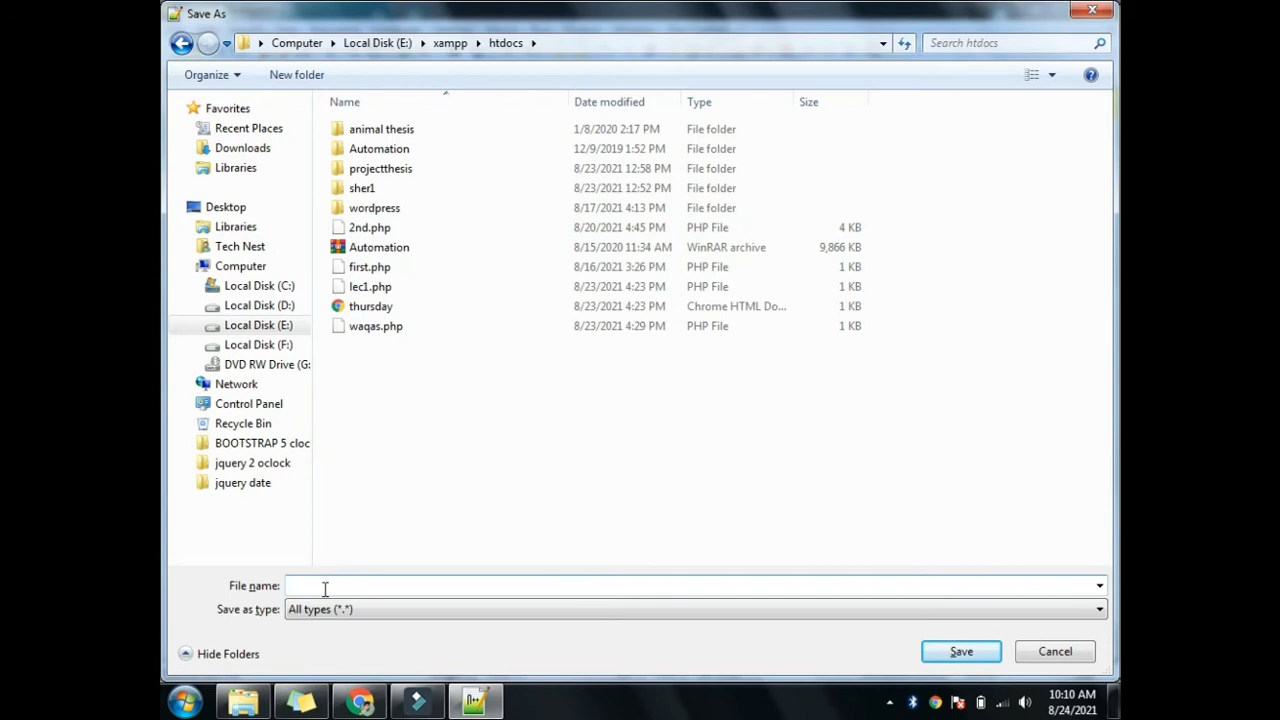 Save As
Computer Local Disk (E:) xampp htdocs
Search htdocs
Organize
New folder
Name Date modified Type Size
Favorites
Recent Places
Downloads
Libraries
Desktop
Libraries
Tech Nest
Computer
Local Disk (C:)
Local Disk (D:)
Local Disk (E:)
Local Disk (F:)
DVD RW Drive (G:
Network
Control Panel
Recycle Bin
BOOTSTRAP 5 cloc
jquery 2 oclock
jquery date
animal thesis 1/8/2020 2:17 PM File folder
Automation 12/9/2019 1:52 PM File folder
projectthesis 8/23/2021 12:58 PM File folder
sher1 8/23/2021 12:52 PM File folder
wordpress 8/17/2021 4:13 PM File folder
2nd.php 8/20/2021 4:45 PM PHP File 4 KB
Automation 8/15/2020 11:34 AM WinRAR archive 9,866 KB
first.php 8/16/2021 3:26 PM PHP File 1 KB
lec1.php 8/23/2021 4:23 PM PHP File 1 KB
thursday 8/23/2021 4:23 PM Chrome HTML Do... 1 KB
waqas.php 8/23/2021 4:29 PM PHP File 1 KB
File name:
Save as type: All types (*.*)
Hide Folders
Save
Cancel
10:10 AM
8/24/2021